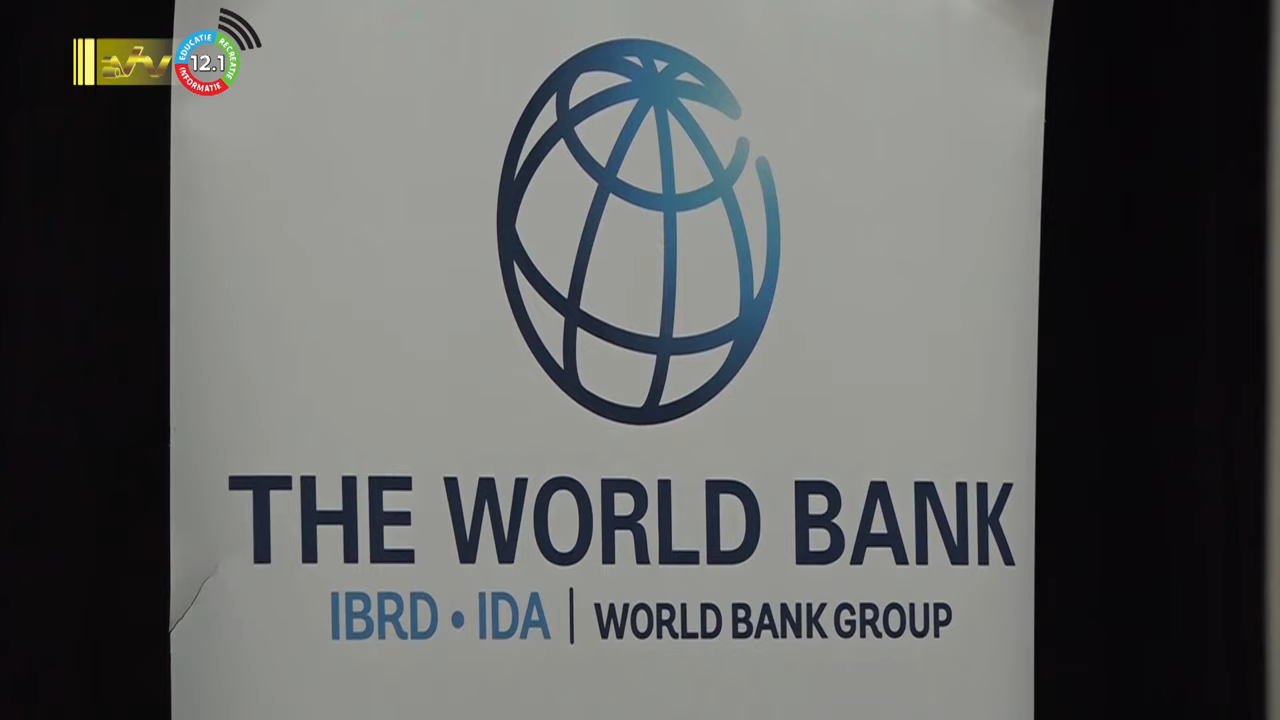 EDUCATIE
RECREATIE
12.1
INFORMATIE
THE WORLD BANK
IBRD • IDA | WORLD BANK GROUP